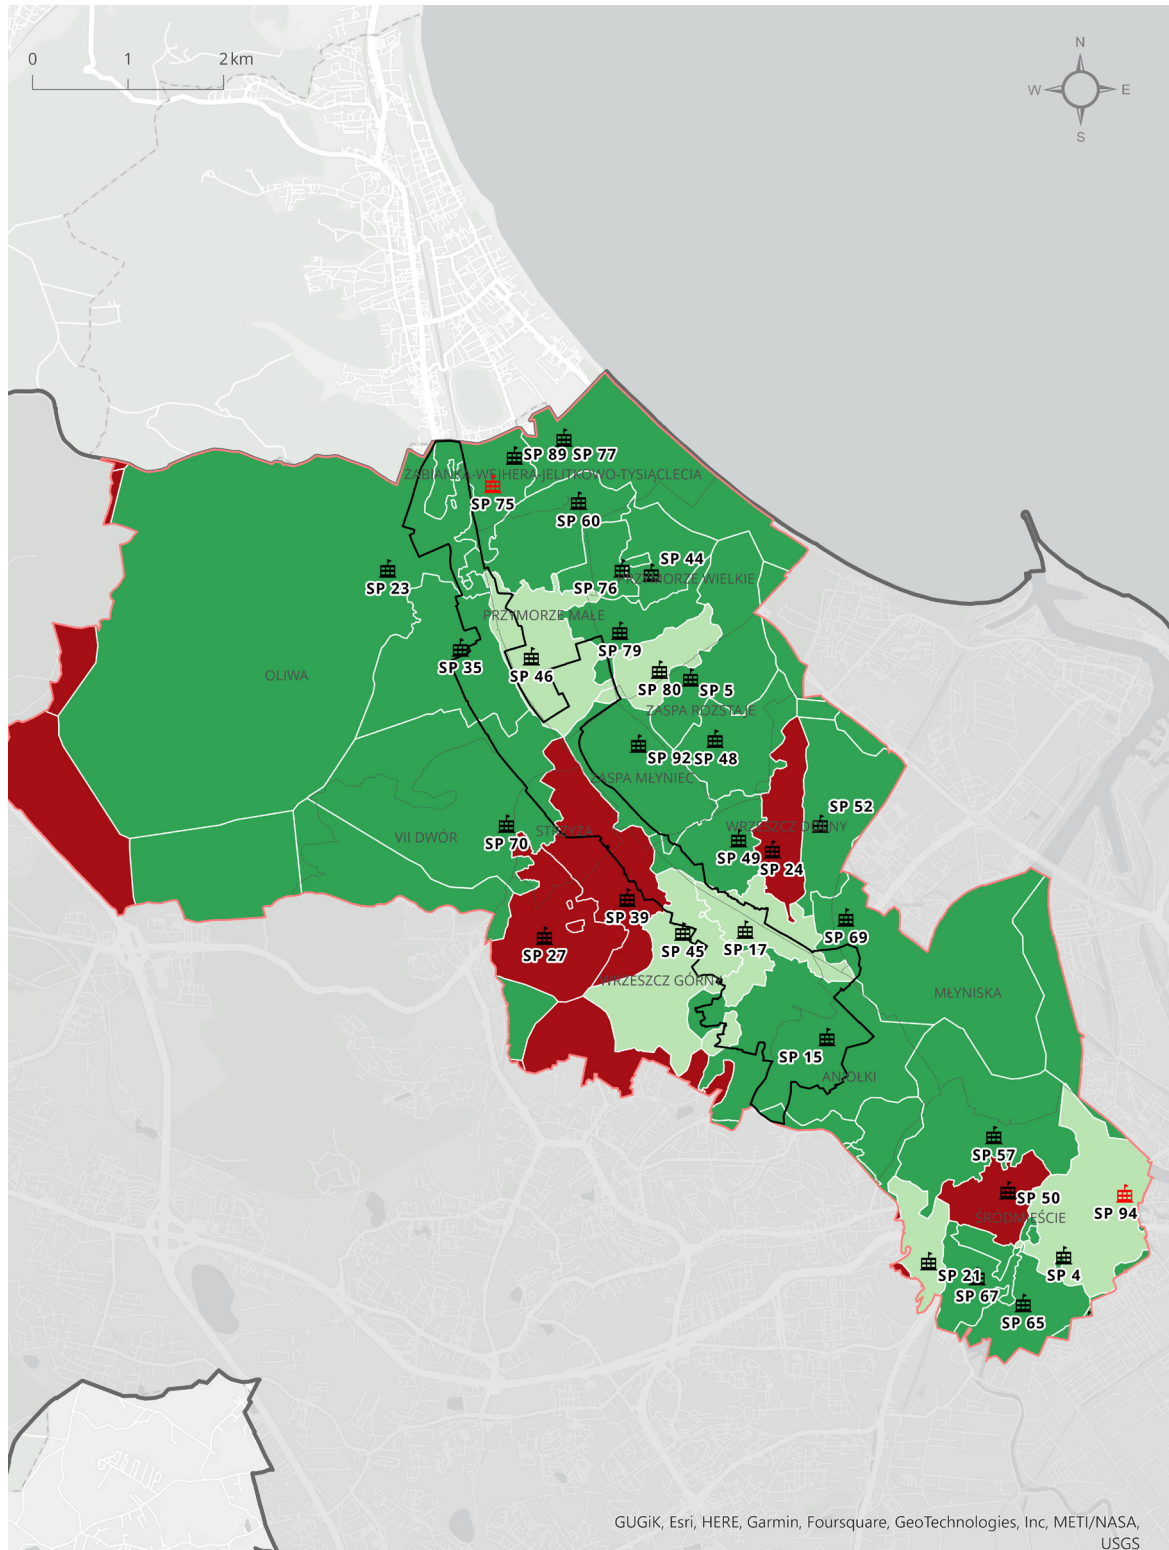 0 1 2 km
N
W E
S
SP 89 SP 77
ŻABIANKA-WEJHERA-JELITKOWO-TYSIĄCLECIA
SP 75
SP 60
SP 44
SP 23
SP 76
PRZYMORZE WIELKIE
PRZYMORZE MAŁE
SP 79
SP 35
SP 46
OLIWA
SP 80
SP 5
ZASPA ROZSTAJE
SP 92
SP 48
ZASPA MŁYNIEC
SP 52
WRZESZCZ DOLNY
STRZYŻA
VII DWÓR
SP 70
SP 49
SP 24
SP 39
SP 69
SP 17
SP 45
SP 27
WRZESZCZ GÓRNY
MŁYNISKA
SP 15
ANIOŁKI
SP 57
SP 50
SP 94
ŚRÓDMIEŚCIE
SP 21
SP 4
SP 67
SP 65
GUGiK, Esri, HERE, Garmin, Foursquare, GeoTechnologies, Inc, METI/NASA,
USGS